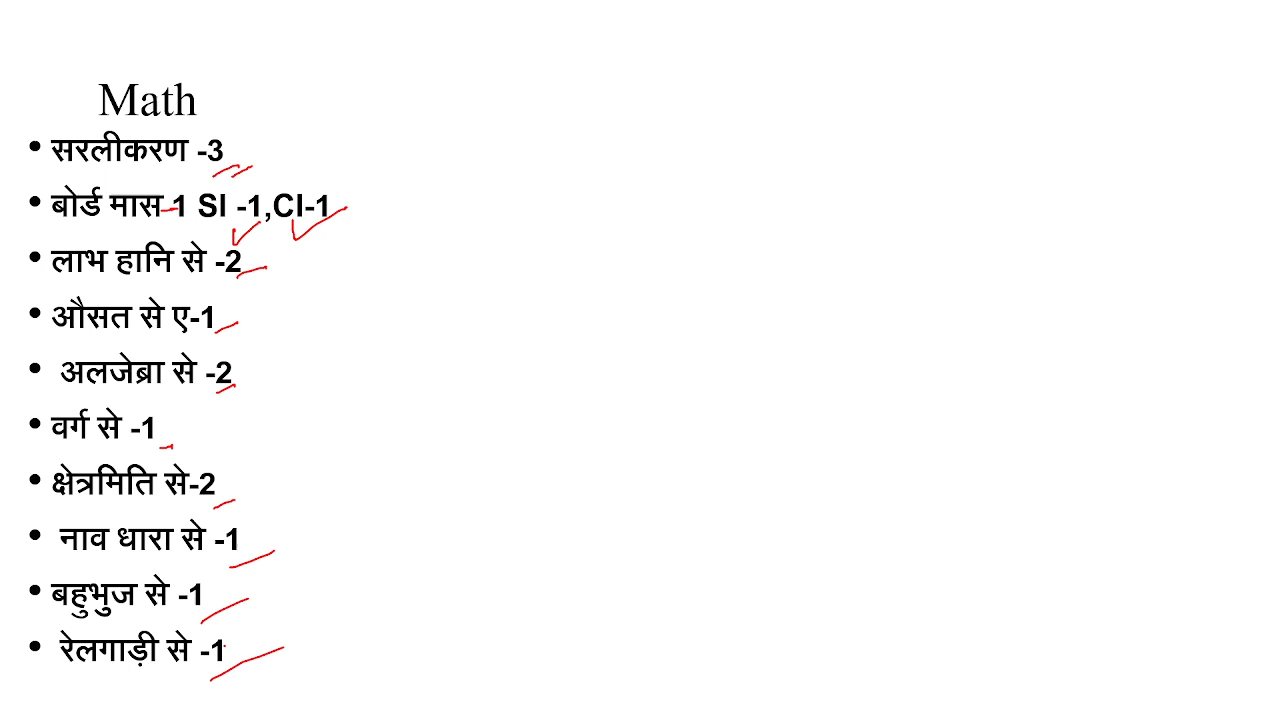 Math
• सरलीकरण -3
• बोर्ड मास-1 SI -1,CI-1
• लाभ हानि से -2
• औसत से ए-1
• अलजेब्रा से -2
• वर्ग से -1
• क्षेत्रमिति से-2
• नाव धारा से -1
• बहुभुज से -1
• रेलगाड़ी से -1